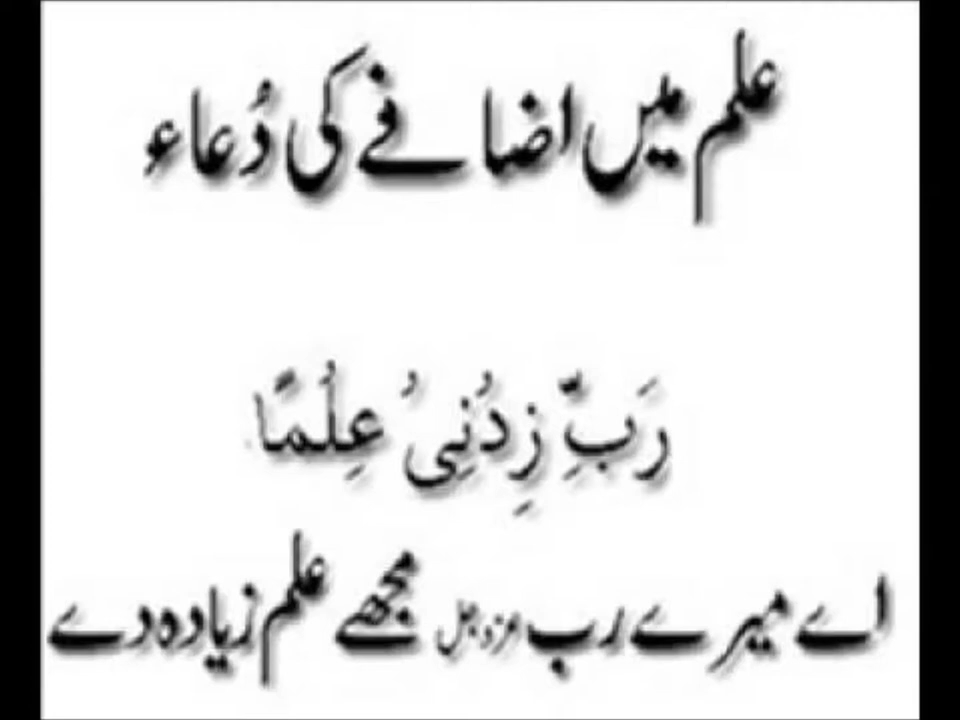 علم میں اضافے کی دُعاء
رَبِّ زِدْنِیْ عِلْمًا
اے میرے رب عزوجل مجھے علم زیادہ دے